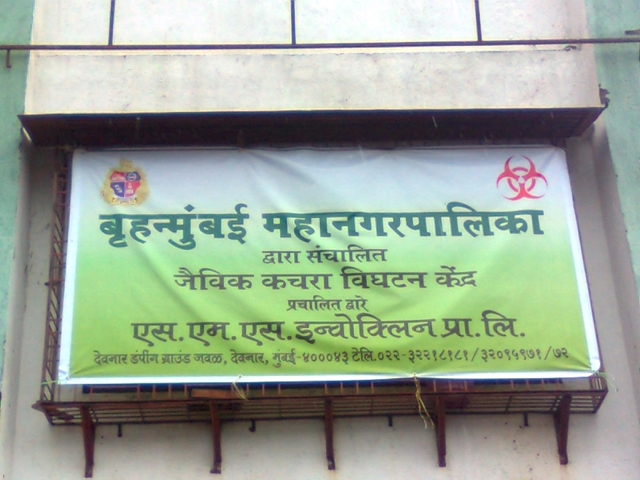 बृहन्मुंबई महानगरपालिका
द्वारा संचालित
जैविक कचरा विघटन केंद्र
प्रचालित द्वारे
एस.एम.एस.इन्वोक्लिन प्रा.लि.
देवनार डंपींग ग्राउंड जवळ, देवनार, मुंबई-४०००४३ टेलि.०२२-३२२१८१८१/३२०९५९७१/७२